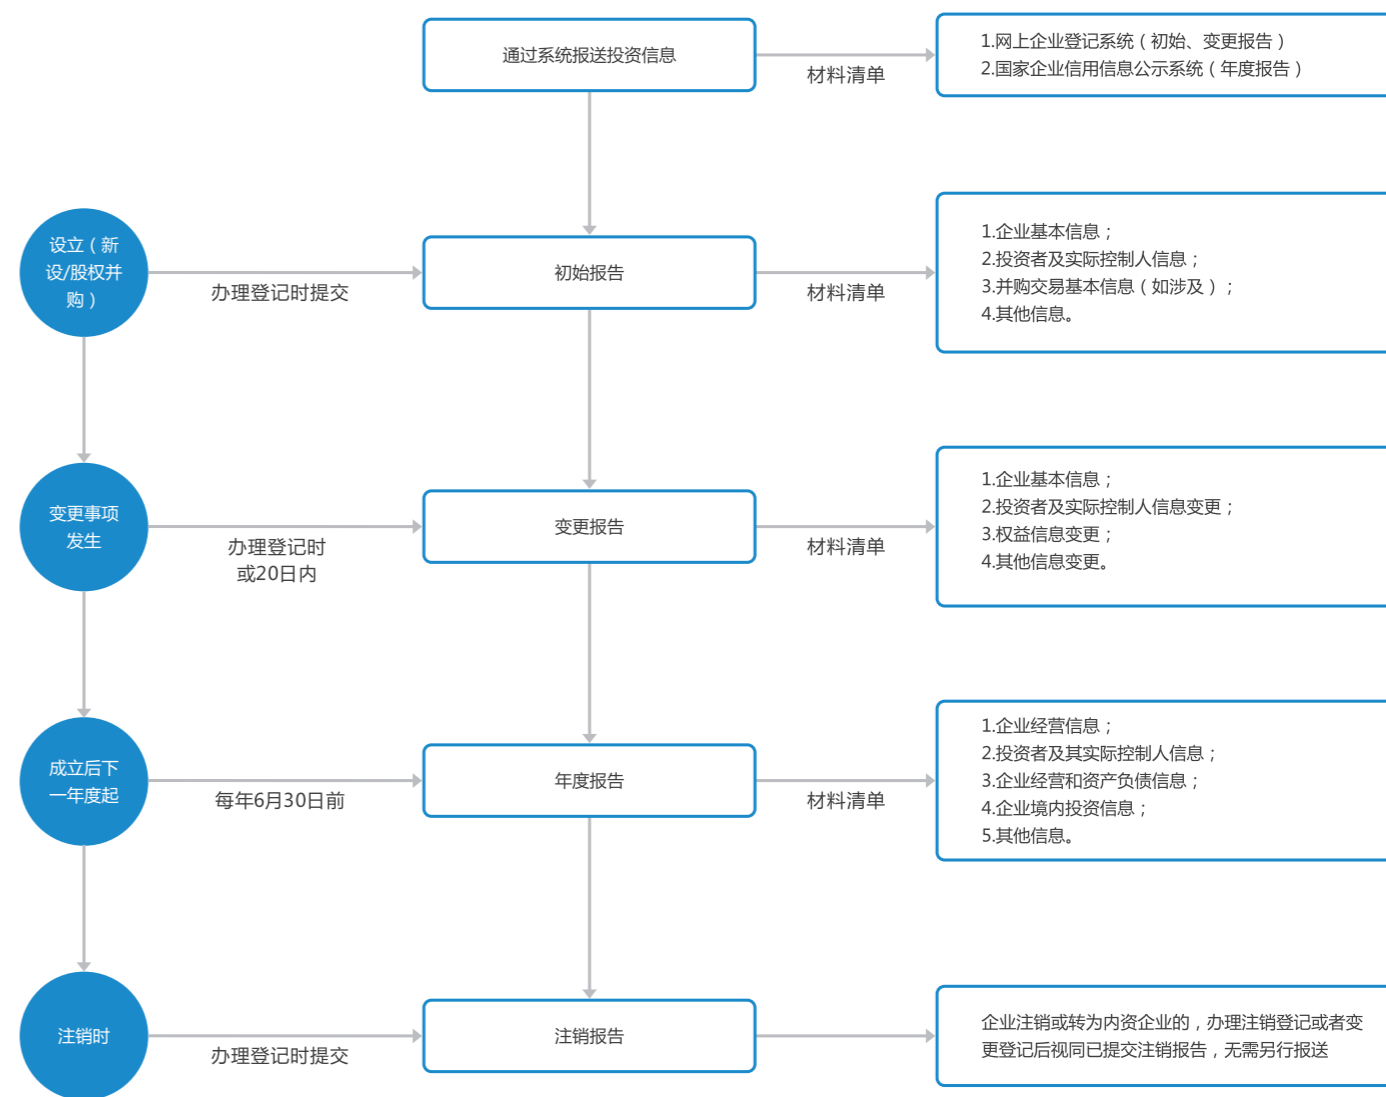 通过系统报送投资信息
材料清单
1.网上企业登记系统（初始、变更报告）
2.国家企业信用信息公示系统（年度报告）
设立（新
设/股权并
购）
办理登记时提交
初始报告
材料清单
1.企业基本信息；
2.投资者及实际控制人信息；
3.并购交易基本信息（如涉及）；
4.其他信息。
变更事项
发生
办理登记时
或20日内
变更报告
材料清单
1.企业基本信息；
2.投资者及实际控制人信息变更；
3.权益信息变更；
4.其他信息变更。
成立后下
一年度起
每年6月30日前
年度报告
材料清单
1.企业经营信息；
2.投资者及其实际控制人信息；
3.企业经营和资产负债信息；
4.企业境内投资信息；
5.其他信息。
注销时
办理登记时提交
注销报告
企业注销或转为内资企业的，办理注销登记或者变
更登记后视同已提交注销报告，无需另行报送